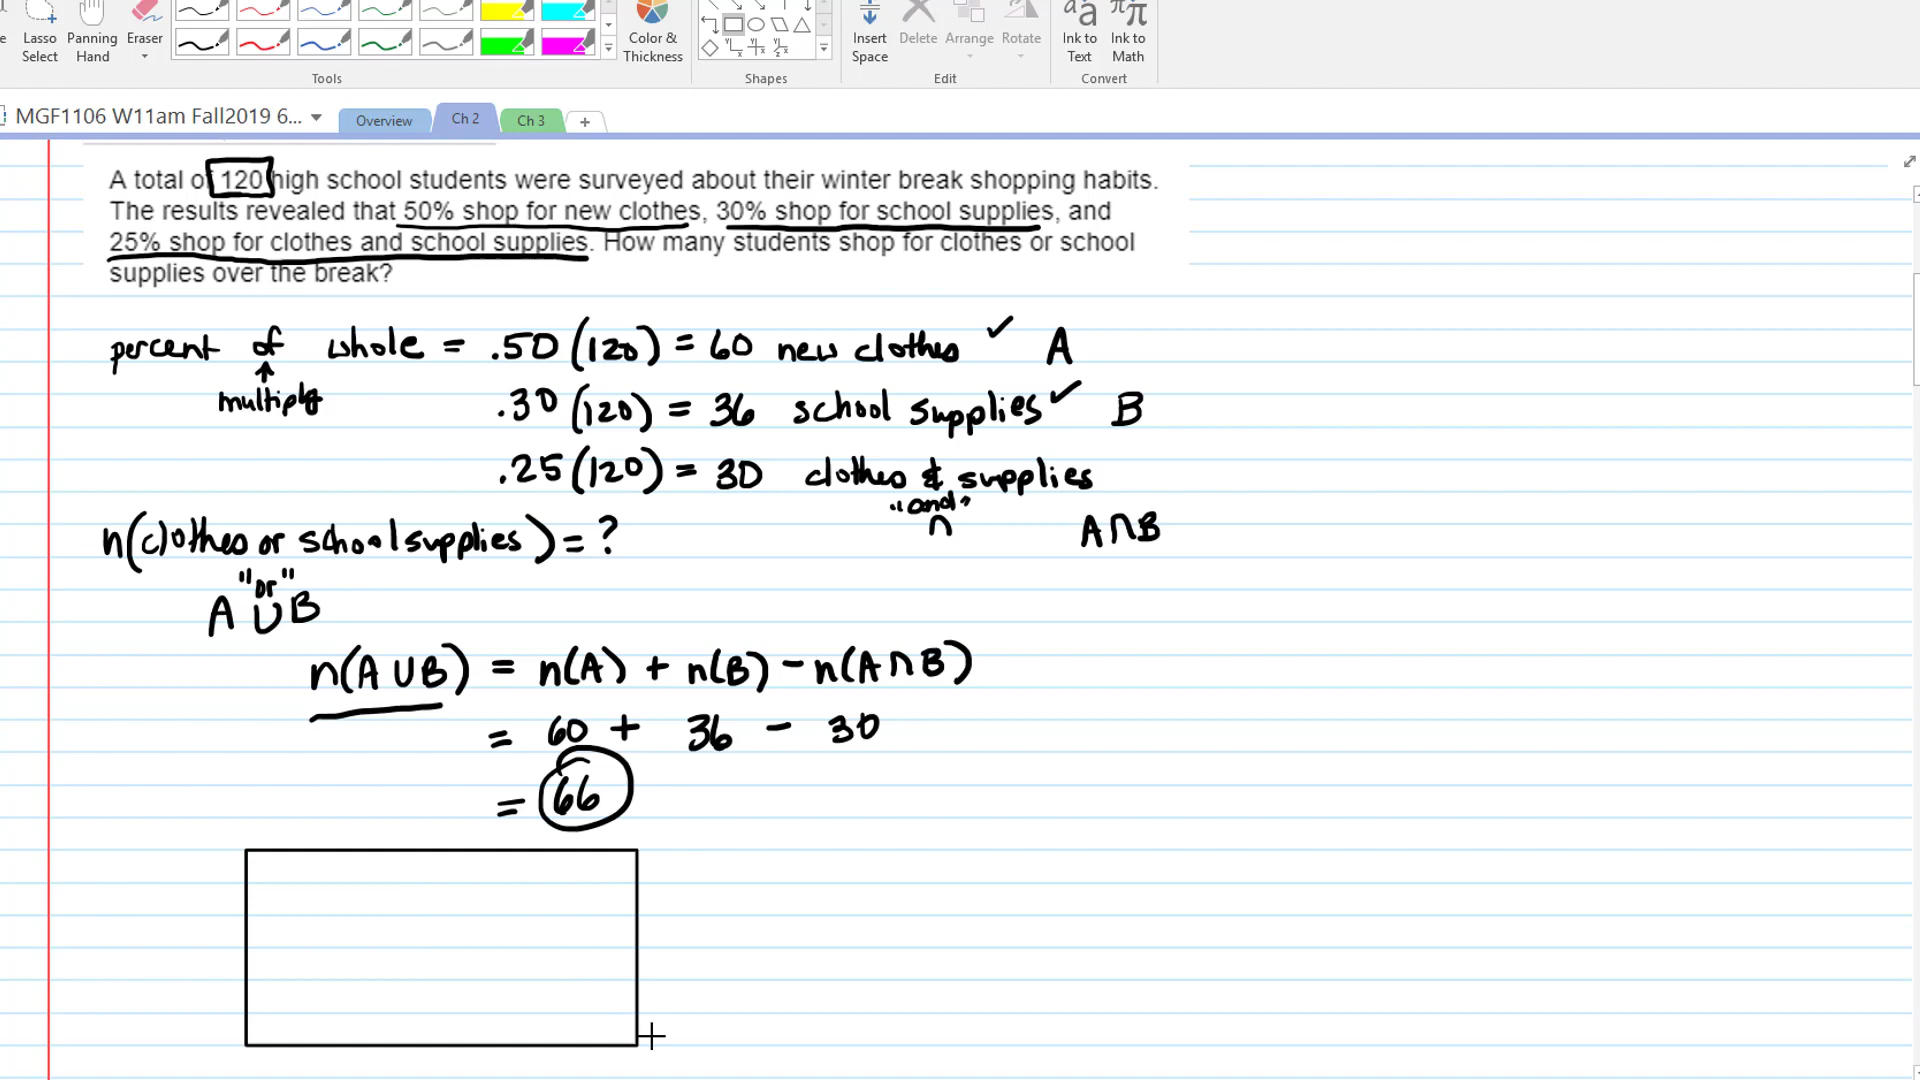 Lasso Select
Panning Hand
Eraser
Color & Thickness
Insert Space
Delete
Arrange
Rotate
Ink to Text
Ink to Math
Tools
Shapes
Edit
Convert
MGF1106 W11am Fall2019 6...
Overview
Ch 2
Ch 3
+
A total of 120 high school students were surveyed about their winter break shopping habits.
The results revealed that 50% shop for new clothes, 30% shop for school supplies, and
25% shop for clothes and school supplies. How many students shop for clothes or school
supplies over the break?
percent of whole = .50(120) = 60 new clothes ✓ A
multiply
.30(120) = 36 school supplies ✓ B
.25(120) = 30 clothes & supplies
"and"
∩ A∩B
n(clothes or school supplies) = ?
"or"
A ∪ B
n(A∪B) = n(A) + n(B) - n(A∩B)
= 60 + 36 - 30
= 66